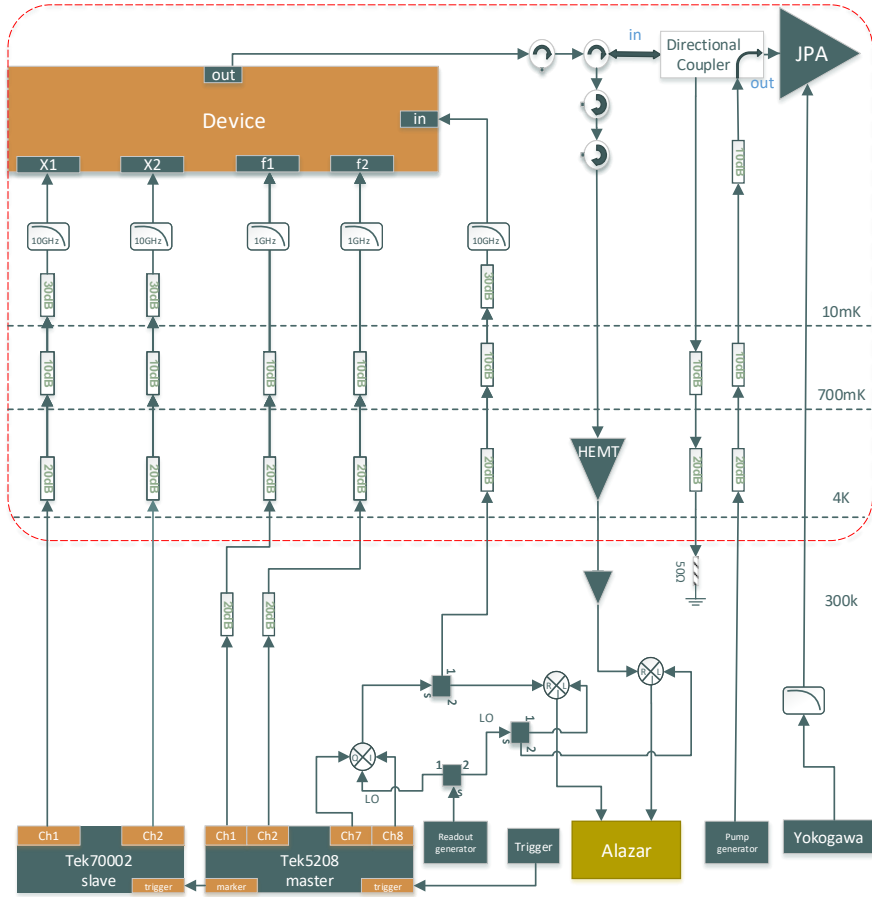 in
Directional
Coupler
JPA
out
out
Device
in
X1
X2
f1
f2
10dB
10GHz
10GHz
1GHz
1GHz
10GHz
30dB
30dB
30dB
10mK
10dB
10dB
10dB
10dB
10dB
10dB
10dB
700mK
HEMT
20dB
20dB
20dB
20dB
20dB
20dB
20dB
4K
50Ω
300k
20dB
20dB
1
S
2
R
L
R
L
LO
1
S
2
Q
I
1
2
S
LO
Ch1
Ch2
Tek70002
slave
trigger
Ch1
Ch2
Ch7
Ch8
Tek5208
master
marker
trigger
Readout
generator
Trigger
Alazar
Pump
generator
Yokogawa